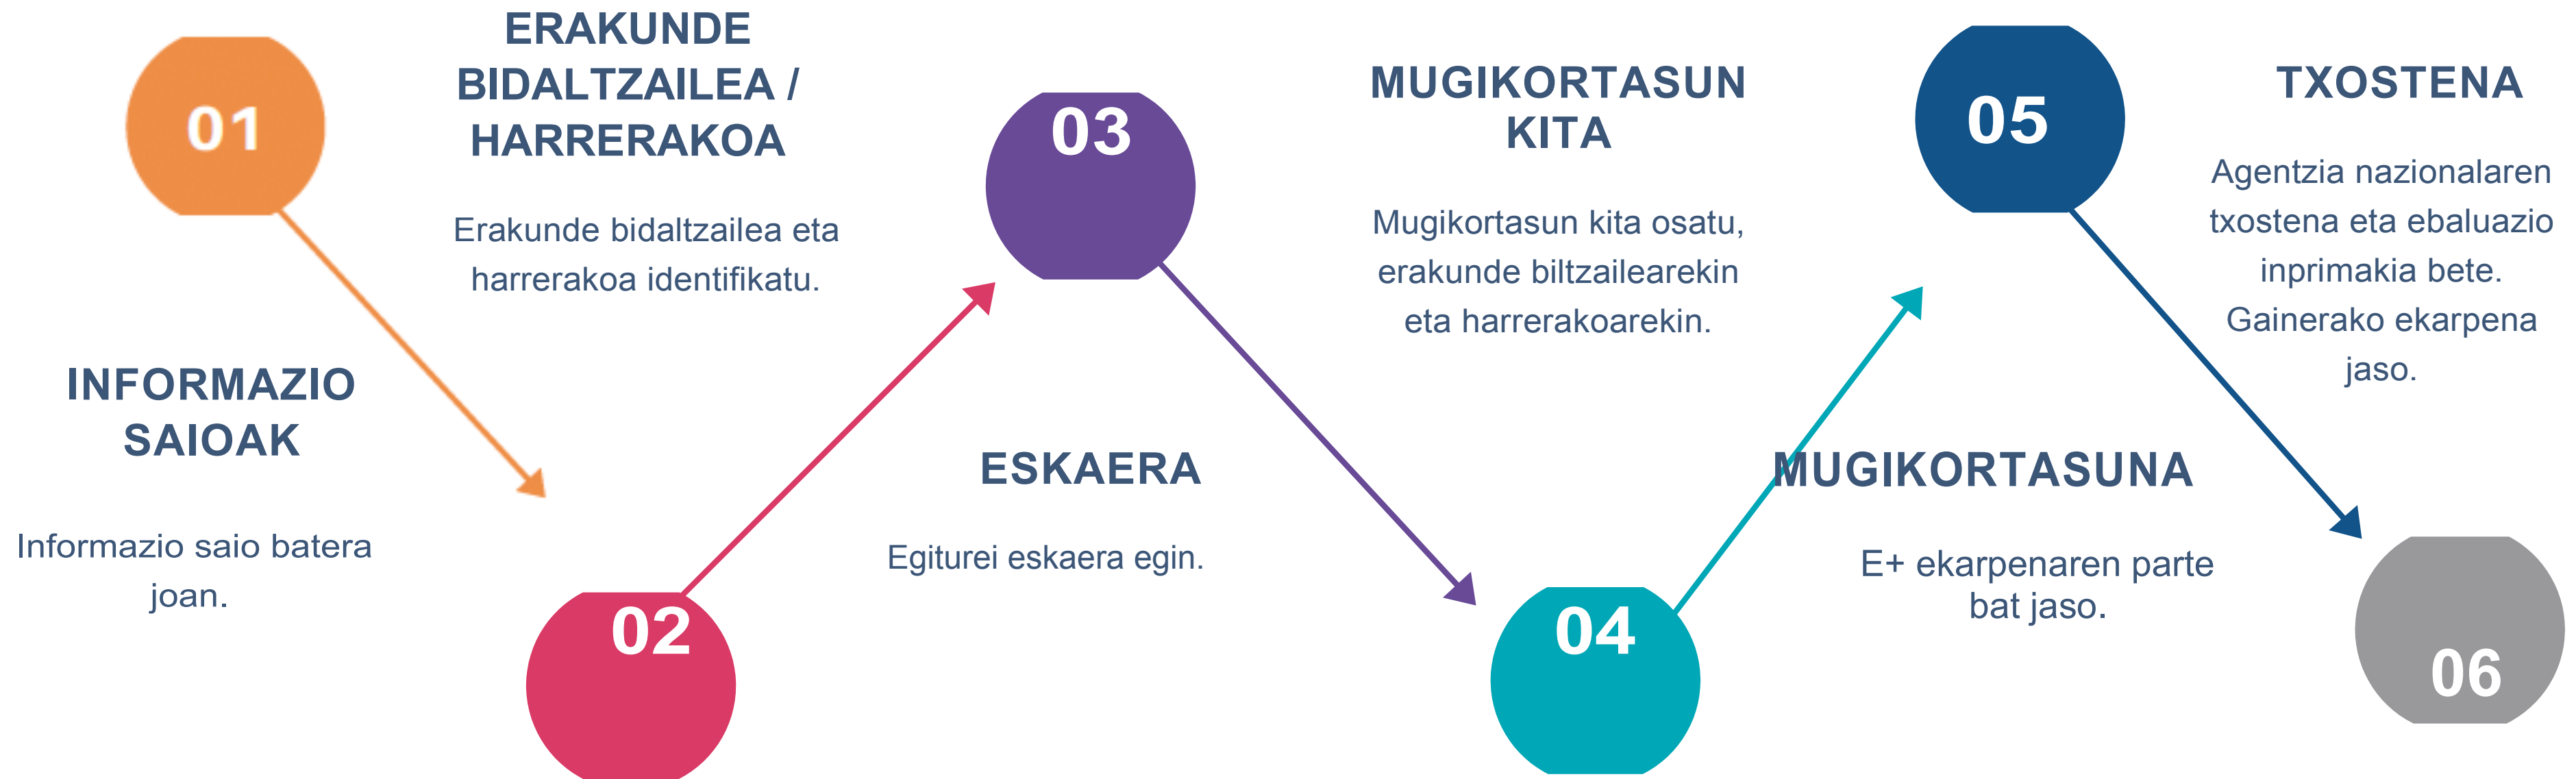 01
INFORMAZIO
SAIOAK
Informazio saio batera
joan.
ERAKUNDE
BIDALTZAILEA /
HARRERAKOA
Erakunde bidaltzailea eta
harrerakoa identifikatu.
02
03
ESKAERA
Egiturei eskaera egin.
MUGIKORTASUN
KITA
Mugikortasun kita osatu,
erakunde biltzailearekin
eta harrerakoarekin.
04
05
MUGIKORTASUNA
E+ ekarpenaren parte
bat jaso.
TXOSTENA
Agentzia nazionalaren
txostena eta ebaluazio
inprimakia bete.
Gainerako ekarpena
jaso.
06